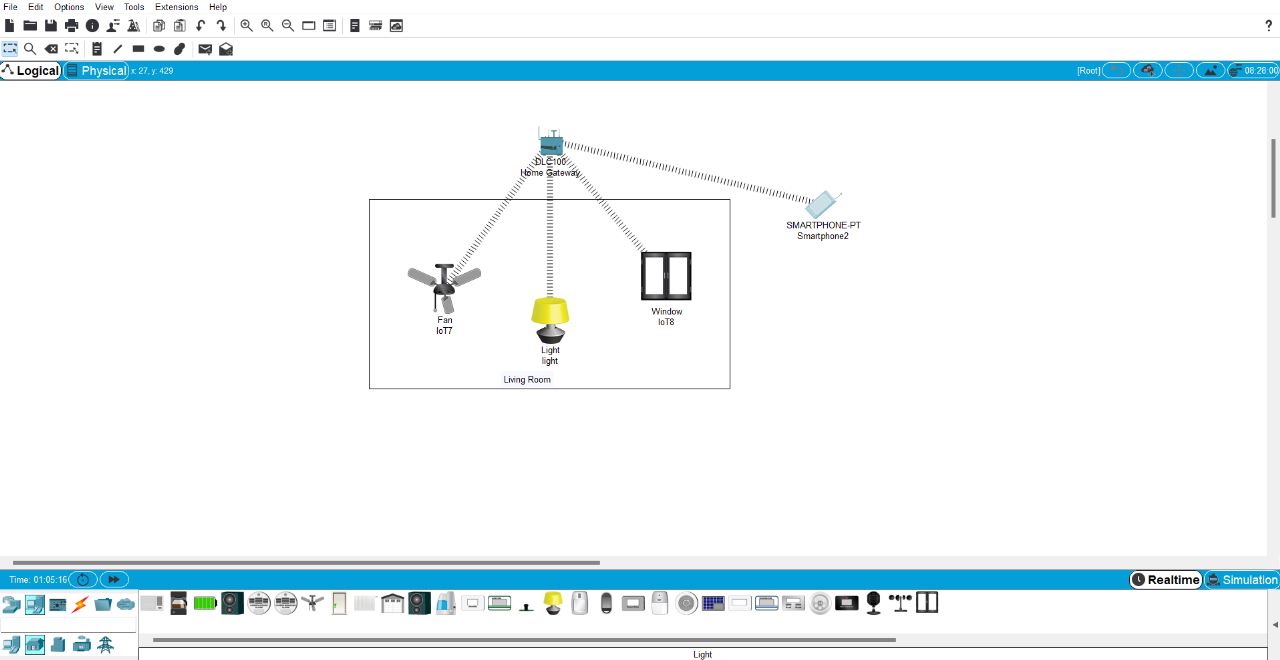 File Edit Options View Tools Extensions Help
?
Logical Physical x: 27, y: 429 [Root] 08:28:00
DLC100
Home Gateway
SMARTPHONE-PT
Smartphone2
Fan
IoT7
Window
IoT8
Light
light
Living Room
Time: 01:05:16 Realtime Simulation
Light